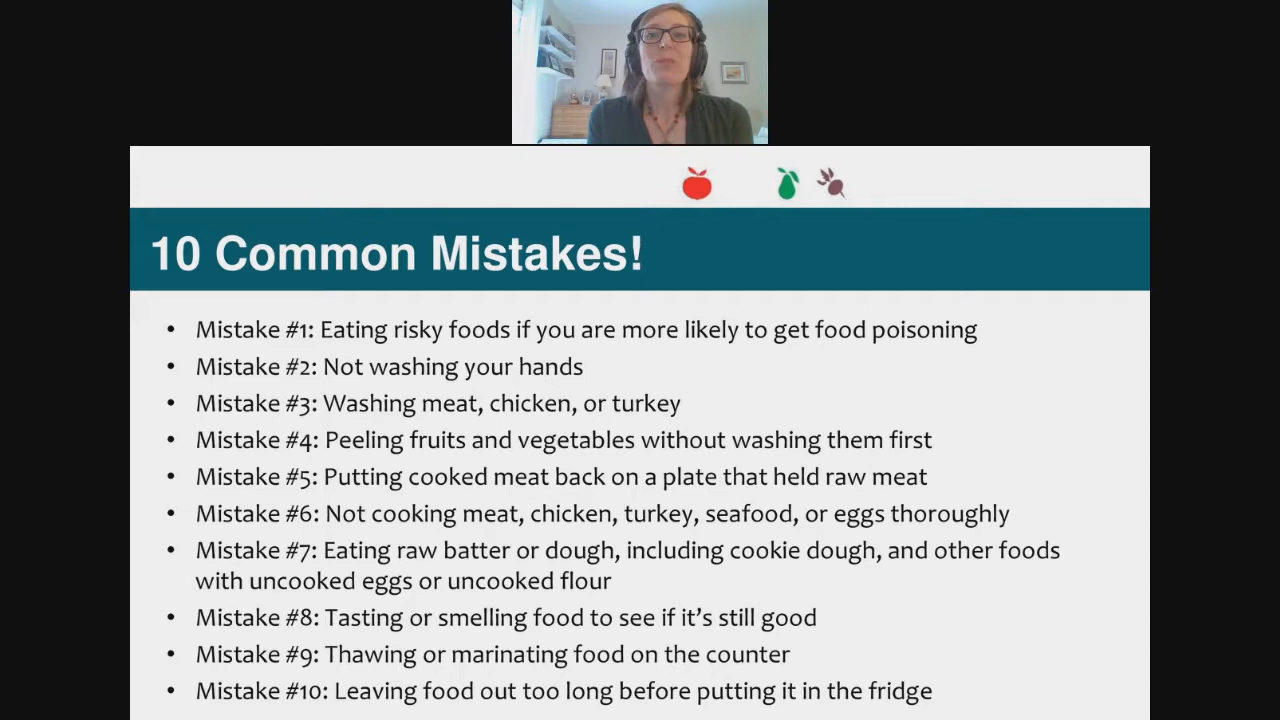 10 Common Mistakes!
• Mistake #1: Eating risky foods if you are more likely to get food poisoning
• Mistake #2: Not washing your hands
• Mistake #3: Washing meat, chicken, or turkey
• Mistake #4: Peeling fruits and vegetables without washing them first
• Mistake #5: Putting cooked meat back on a plate that held raw meat
• Mistake #6: Not cooking meat, chicken, turkey, seafood, or eggs thoroughly
• Mistake #7: Eating raw batter or dough, including cookie dough, and other foods
with uncooked eggs or uncooked flour
• Mistake #8: Tasting or smelling food to see if it’s still good
• Mistake #9: Thawing or marinating food on the counter
• Mistake #10: Leaving food out too long before putting it in the fridge